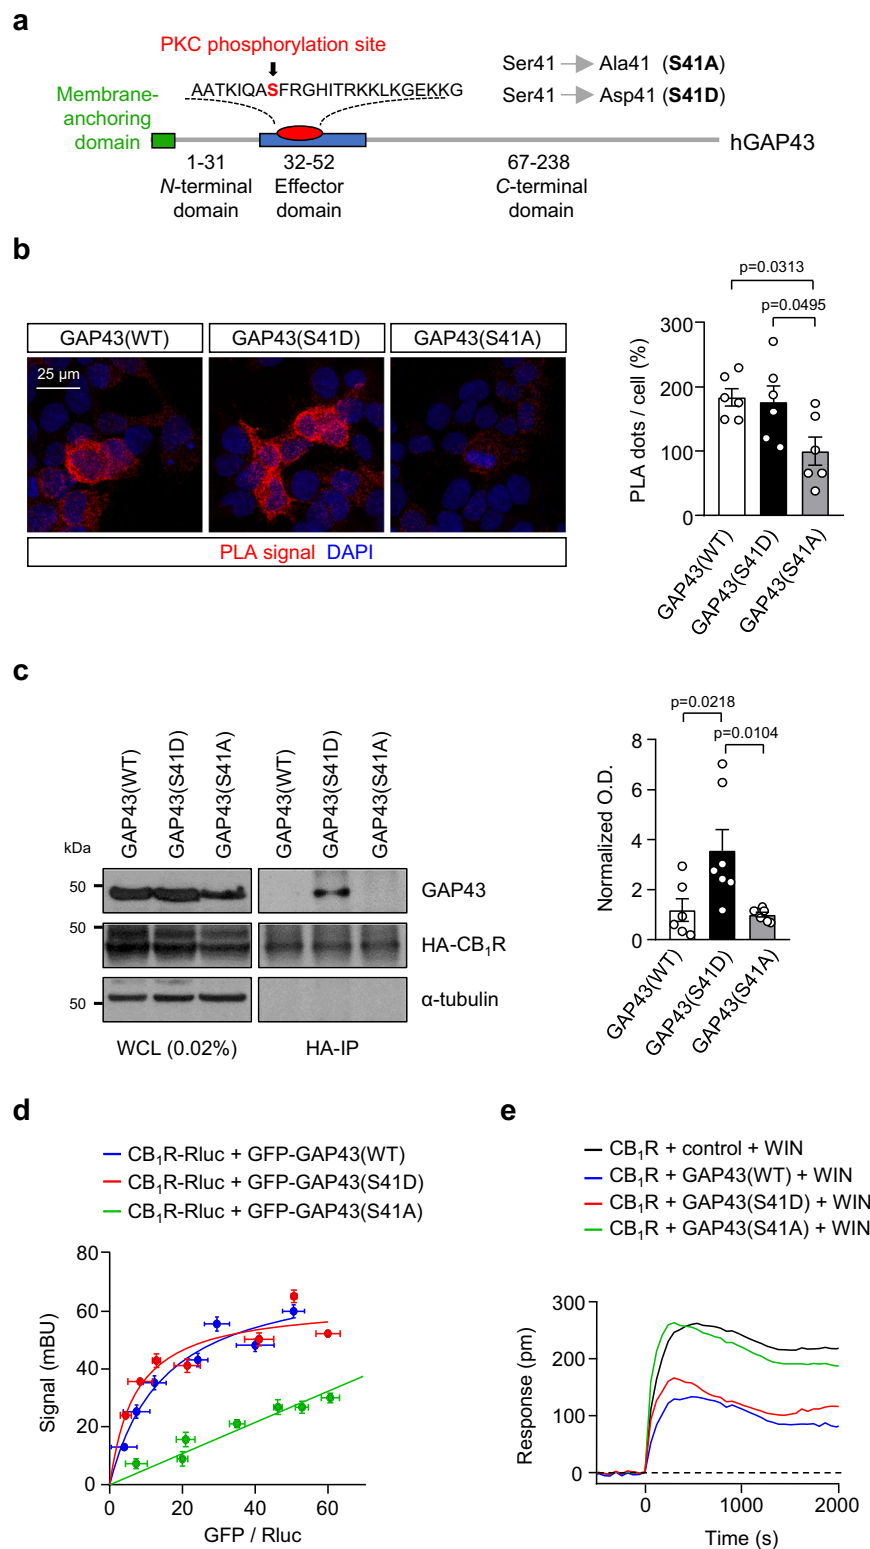 a
PKC phosphorylation site
AATKIQASFRGHITRKKLKGEKKG
Ser41 → Ala41 (S41A)
Ser41 → Asp41 (S41D)
Membrane-
anchoring
domain
hGAP43
1-31
N-terminal
domain
32-52
Effector
domain
67-238
C-terminal
domain
b
GAP43(WT)
GAP43(S41D)
GAP43(S41A)
25 µm
PLA signal DAPI
p=0.0313
p=0.0495
PLA dots / cell (%)
300
200
100
0
GAP43(WT)
GAP43(S41D)
GAP43(S41A)
c
GAP43(WT)
GAP43(S41D)
GAP43(S41A)
GAP43(WT)
GAP43(S41D)
GAP43(S41A)
kDa
50
GAP43
50
HA-CB₁R
50
α-tubulin
WCL (0.02%)
HA-IP
p=0.0218
p=0.0104
Normalized O.D.
8
6
4
2
0
GAP43(WT)
GAP43(S41D)
GAP43(S41A)
d
CB₁R-Rluc + GFP-GAP43(WT)
CB₁R-Rluc + GFP-GAP43(S41D)
CB₁R-Rluc + GFP-GAP43(S41A)
Signal (mBU)
80
60
40
20
0
0 20 40 60
GFP / Rluc
e
CB₁R + control + WIN
CB₁R + GAP43(WT) + WIN
CB₁R + GAP43(S41D) + WIN
CB₁R + GAP43(S41A) + WIN
Response (pm)
300
200
100
0
0 1000 2000
Time (s)